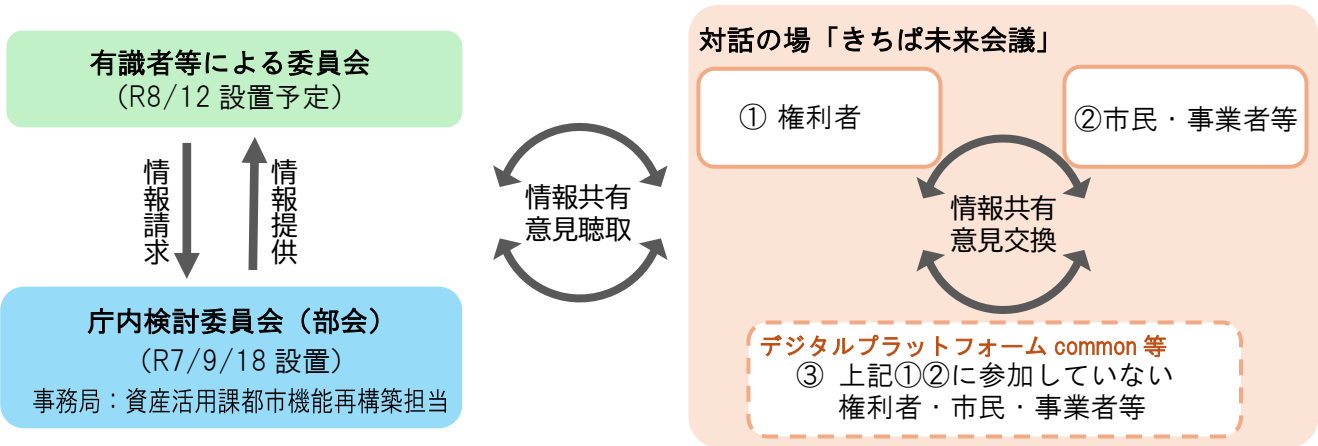 有識者等による委員会
（R8/12 設置予定）
情報請求
情報提供
庁内検討委員会（部会）
（R7/9/18 設置）
事務局：資産活用課都市機能再構築担当
情報共有
意見聴取
対話の場「きちぱ未来会議」
① 権利者
②市民・事業者等
情報共有
意見交換
デジタルプラットフォーム common 等
③ 上記①②に参加していない
権利者・市民・事業者等